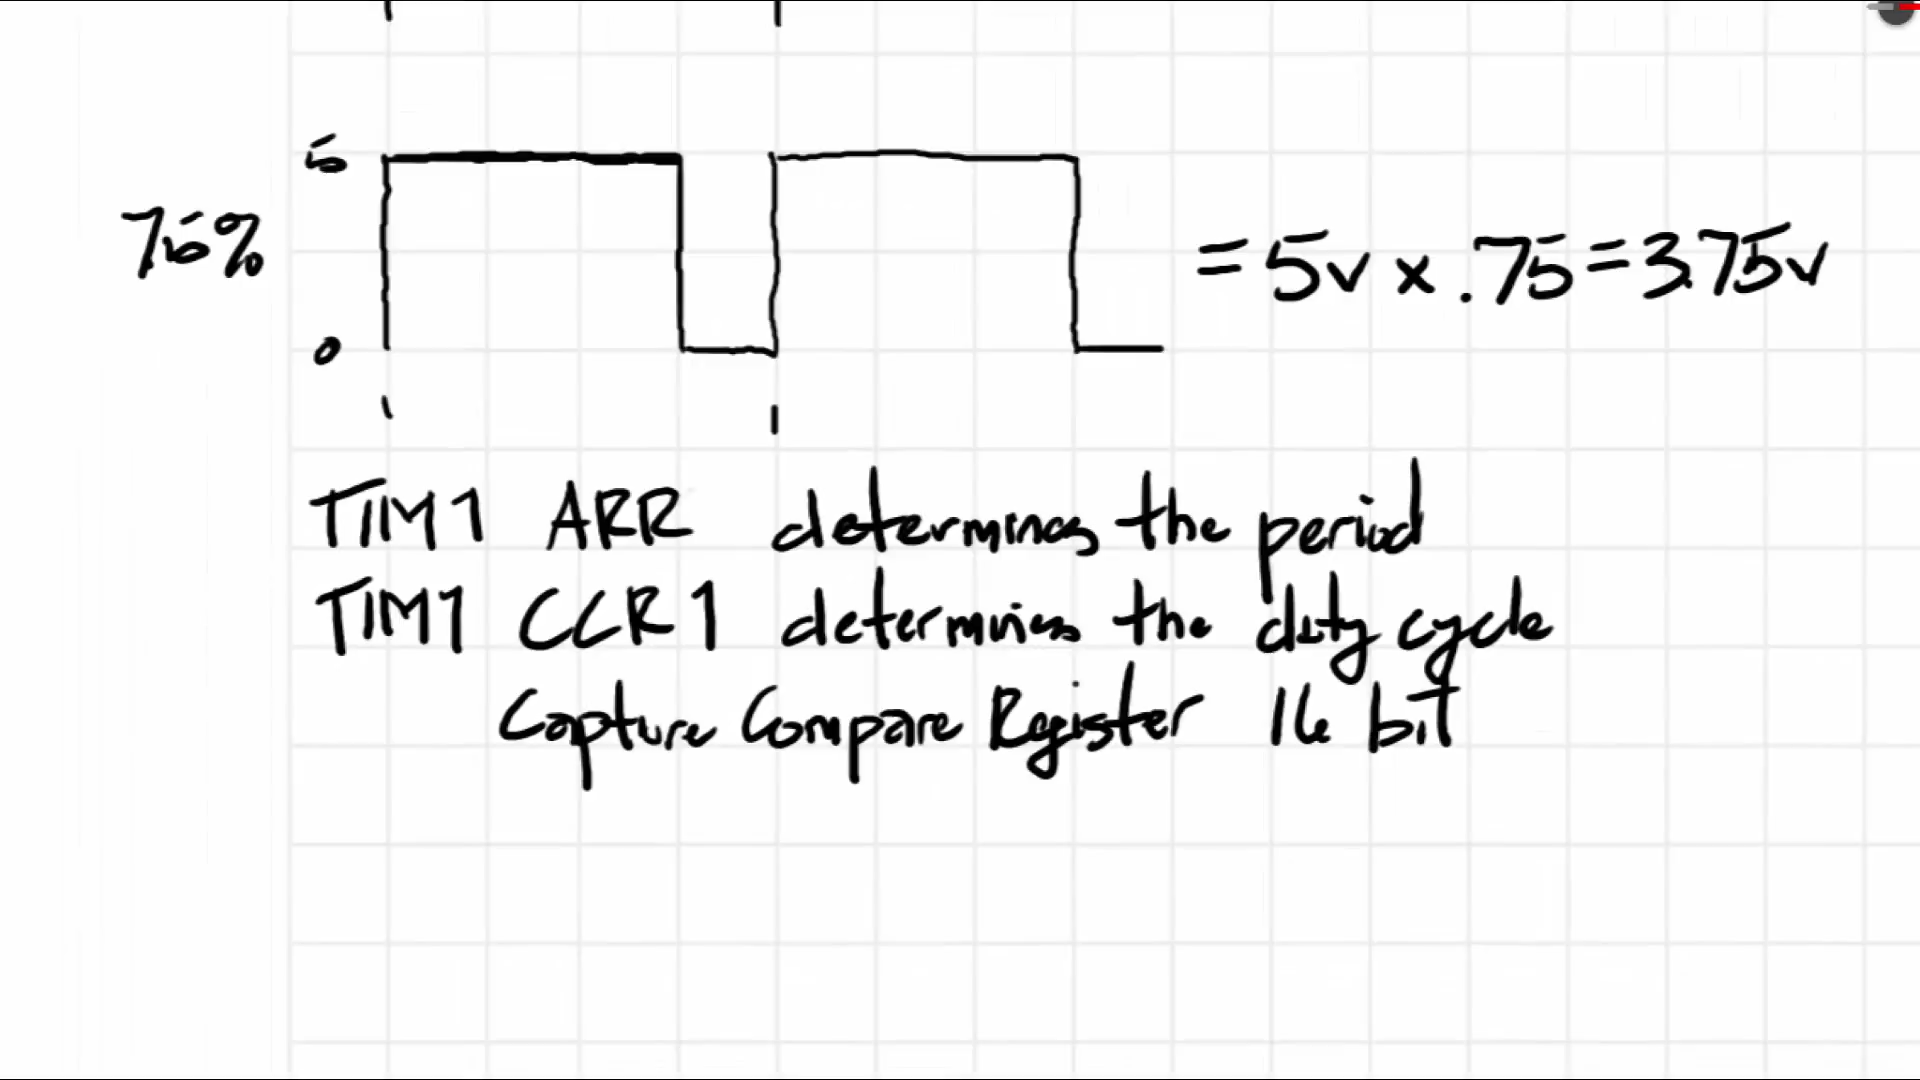 5
75%
= 5v x .75 = 3.75v
0
TIM1 ARR determines the period
TIM1 CCR1 determines the duty cycle
Capture Compare Register 16 bit